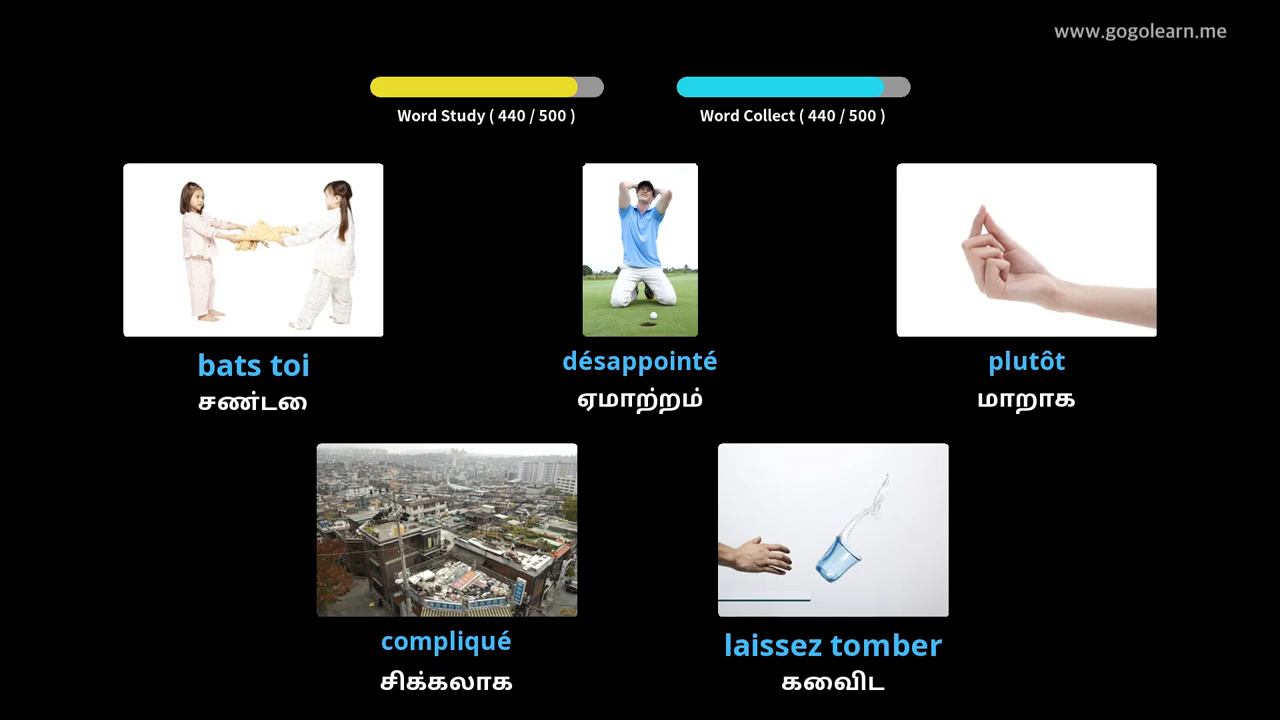 www.gogolearn.me
Word Study ( 440 / 500 )
Word Collect ( 440 / 500 )
bats toi
சண்டை
désappointé
ஏமாற்றம்
plutôt
மாறாக
compliqué
சிக்கலாக
laissez tomber
கைவிட